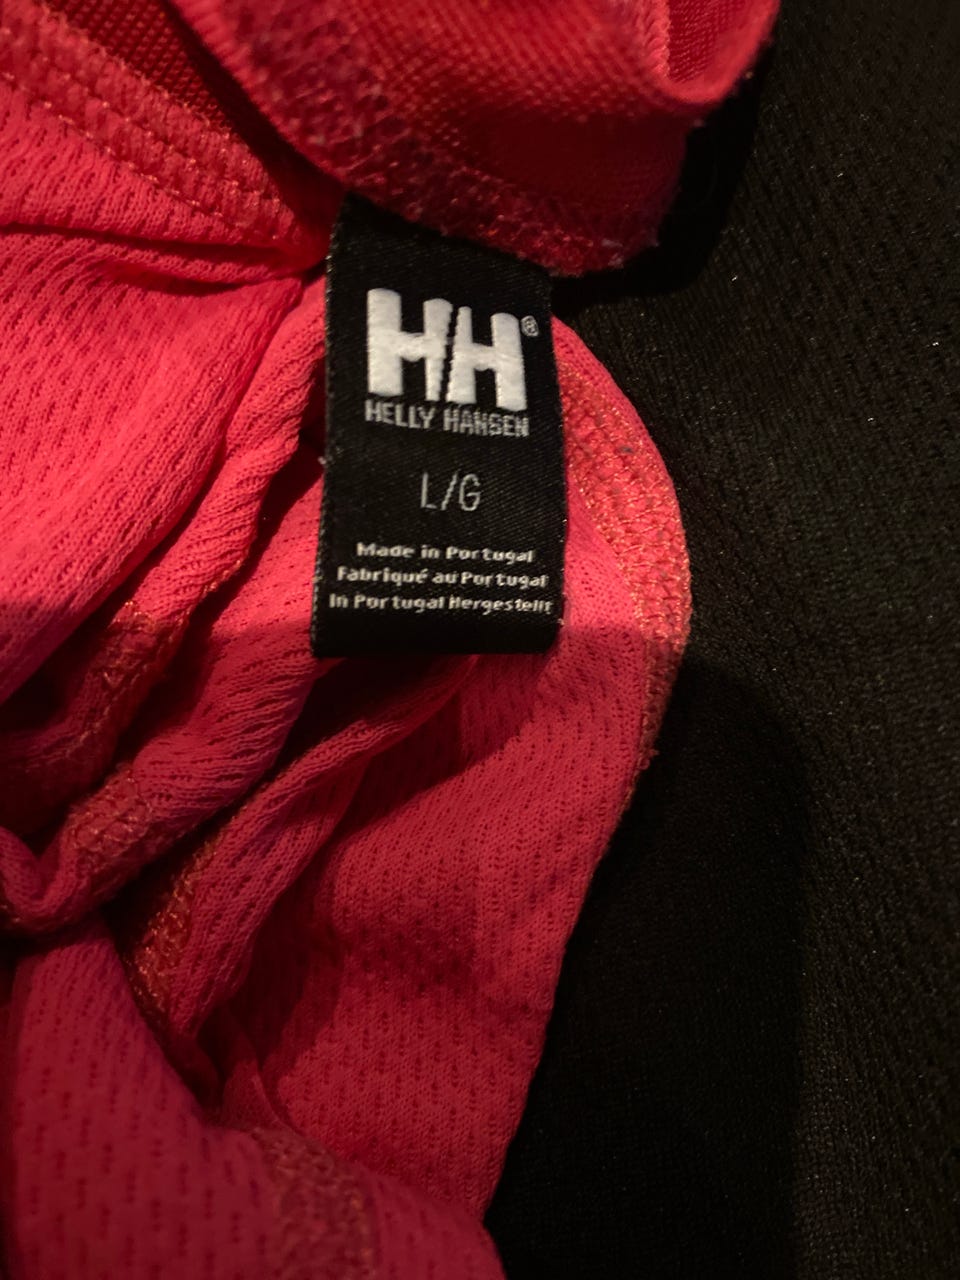 HH®
HELLY HANSEN
L/G
Made in Portugal
Fabriqué au Portugal
In Portugal Hergestellt